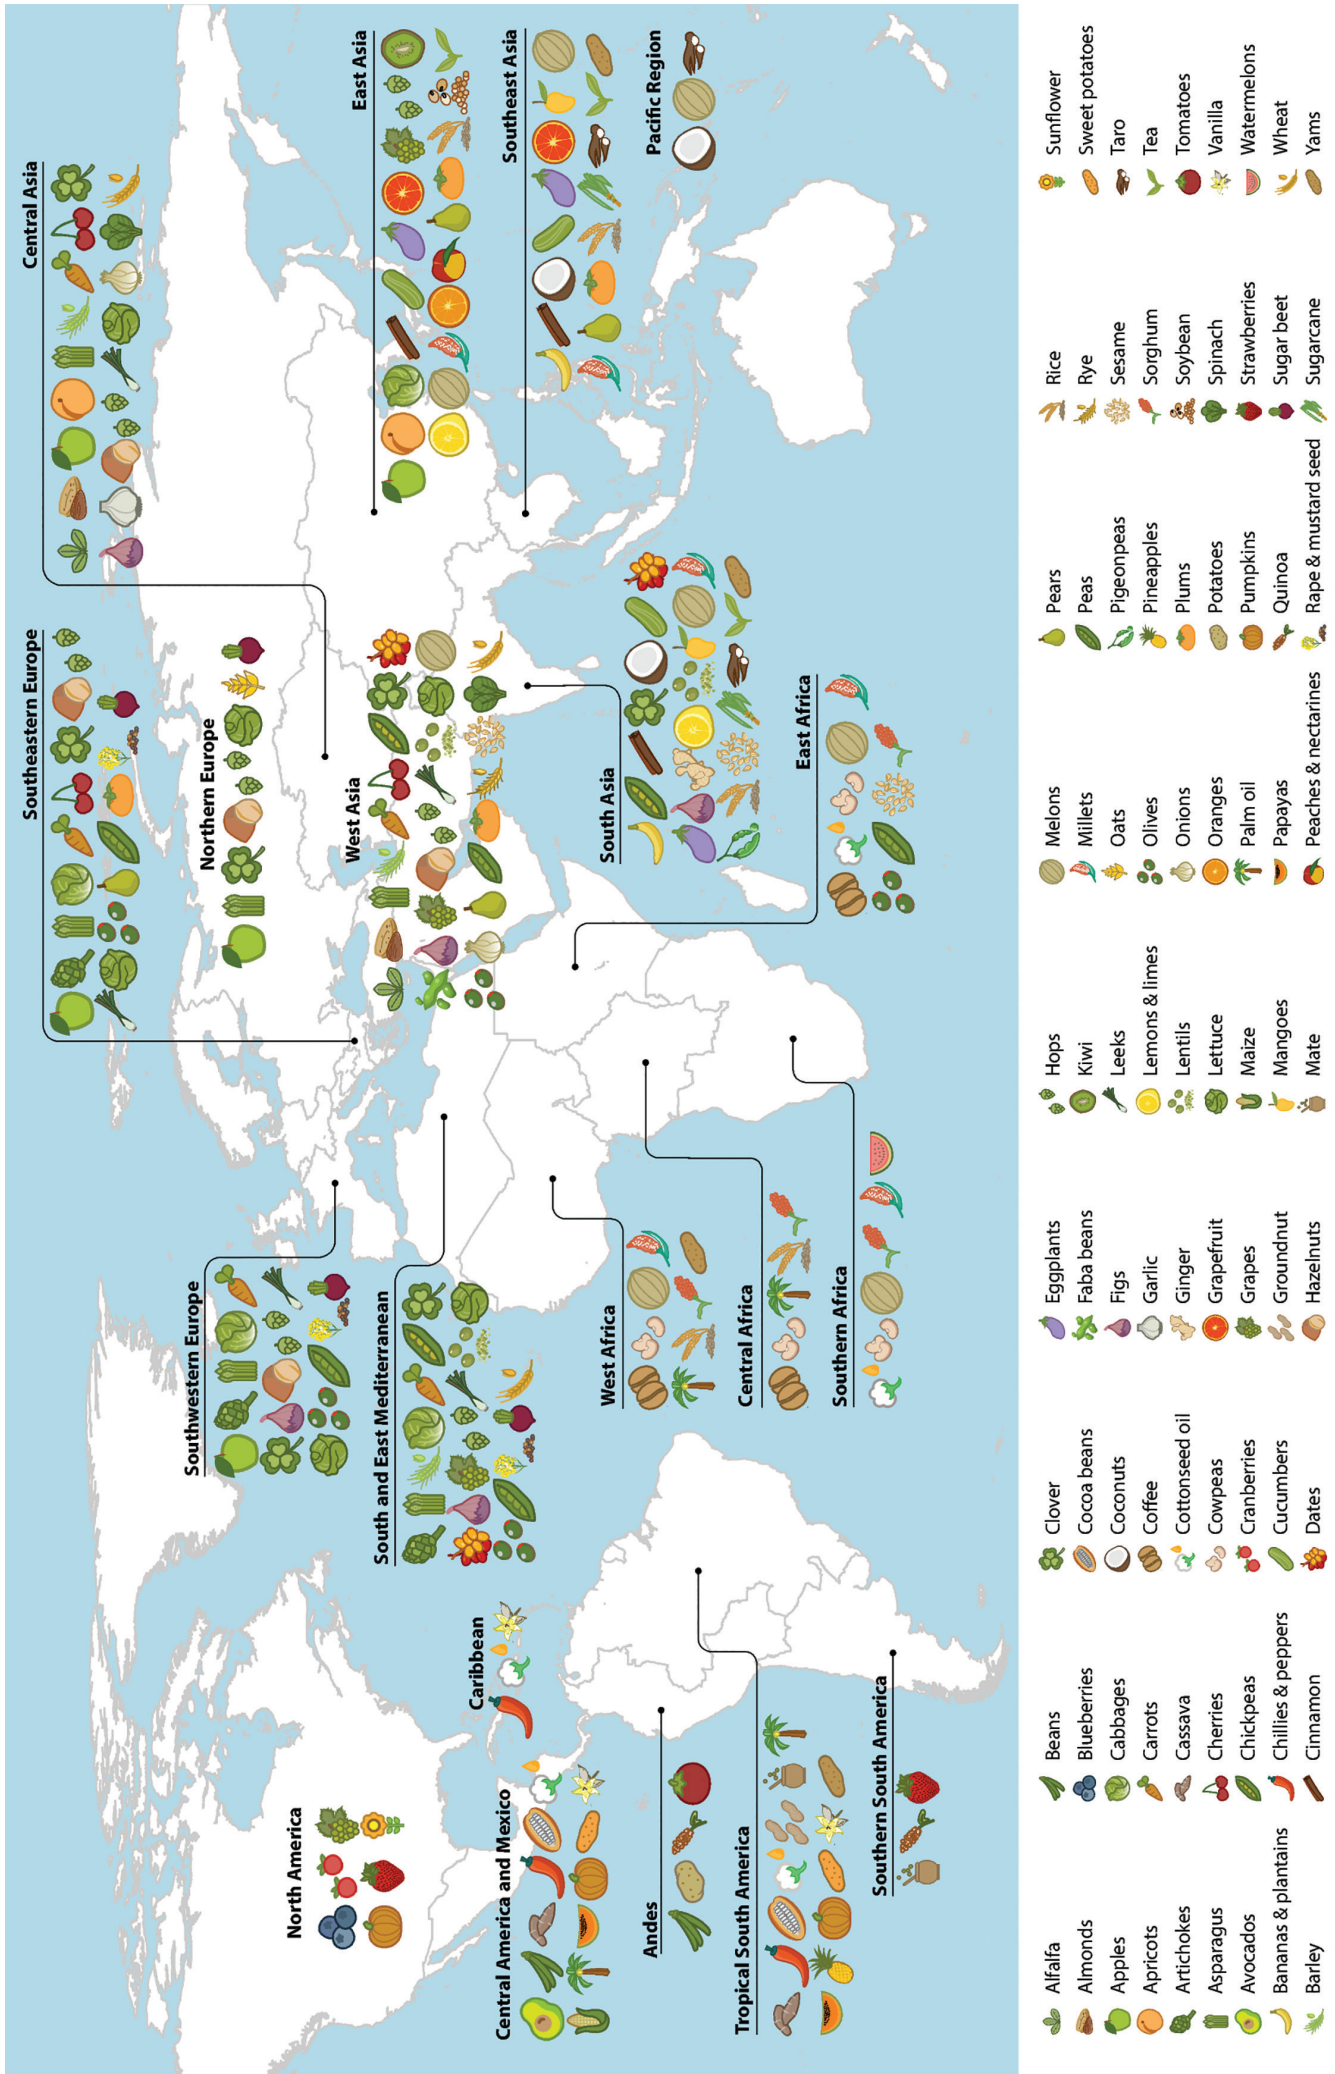 Central Asia
Southeastern Europe
East Asia
Northern Europe
Southwestern Europe
West Asia
South and East Mediterranean
Southeast Asia
North America
Caribbean
Central America and Mexico
South Asia
West Africa
Pacific Region
Andes
Central Africa
East Africa
Tropical South America
Southern Africa
Southern South America
Alfalfa
Almonds
Apples
Apricots
Artichokes
Asparagus
Avocados
Bananas & plantains
Barley
Beans
Blueberries
Cabbages
Carrots
Cassava
Cherries
Chickpeas
Chillies & peppers
Cinnamon
Clover
Cocoa beans
Coconuts
Coffee
Cottonseed oil
Cowpeas
Cranberries
Cucumbers
Dates
Eggplants
Faba beans
Figs
Garlic
Ginger
Grapefruit
Grapes
Groundnut
Hazelnuts
Hops
Kiwi
Leeks
Lemons & limes
Lentils
Lettuce
Maize
Mangoes
Mate
Melons
Millets
Oats
Olives
Onions
Oranges
Palm oil
Papayas
Peaches & nectarines
Pears
Peas
Pigeonpeas
Pineapples
Plums
Potatoes
Pumpkins
Quinoa
Rape & mustard seed
Rice
Rye
Sesame
Sorghum
Soybean
Spinach
Strawberries
Sugar beet
Sugarcane
Sunflower
Sweet potatoes
Taro
Tea
Tomatoes
Vanilla
Watermelons
Wheat
Yams